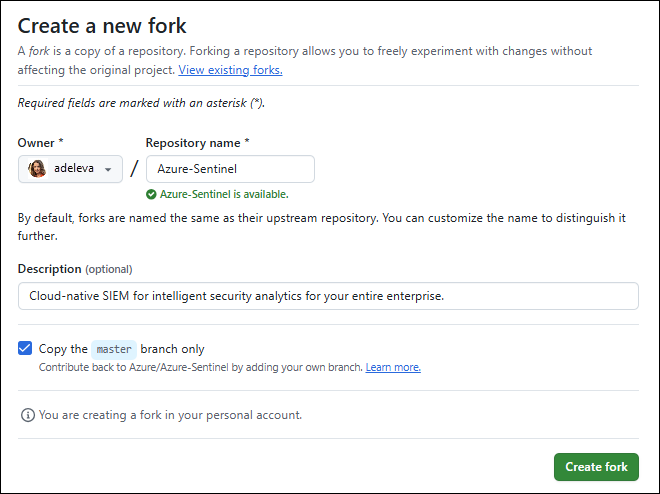 Create a new fork
A fork is a copy of a repository. Forking a repository allows you to freely experiment with changes without
affecting the original project. View existing forks.
Required fields are marked with an asterisk (*).
Owner * Repository name *
adeleva / Azure-Sentinel
Azure-Sentinel is available.
By default, forks are named the same as their upstream repository. You can customize the name to distinguish it
further.
Description (optional)
Cloud-native SIEM for intelligent security analytics for your entire enterprise.
Copy the master branch only
Contribute back to Azure/Azure-Sentinel by adding your own branch. Learn more.
You are creating a fork in your personal account.
Create fork